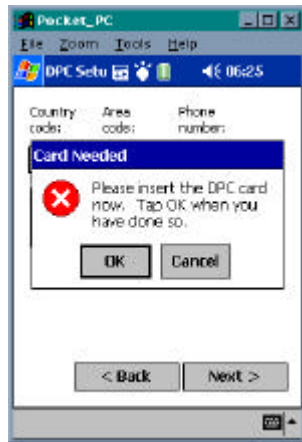 Pocket_PC
File Zoom Tools Help
DPC Setu 06:25
Country Area Phone
code: code: number:
Card Needed
Please insert the DPC card
now. Tap OK when you
have done so.
OK Cancel
< Back Next >